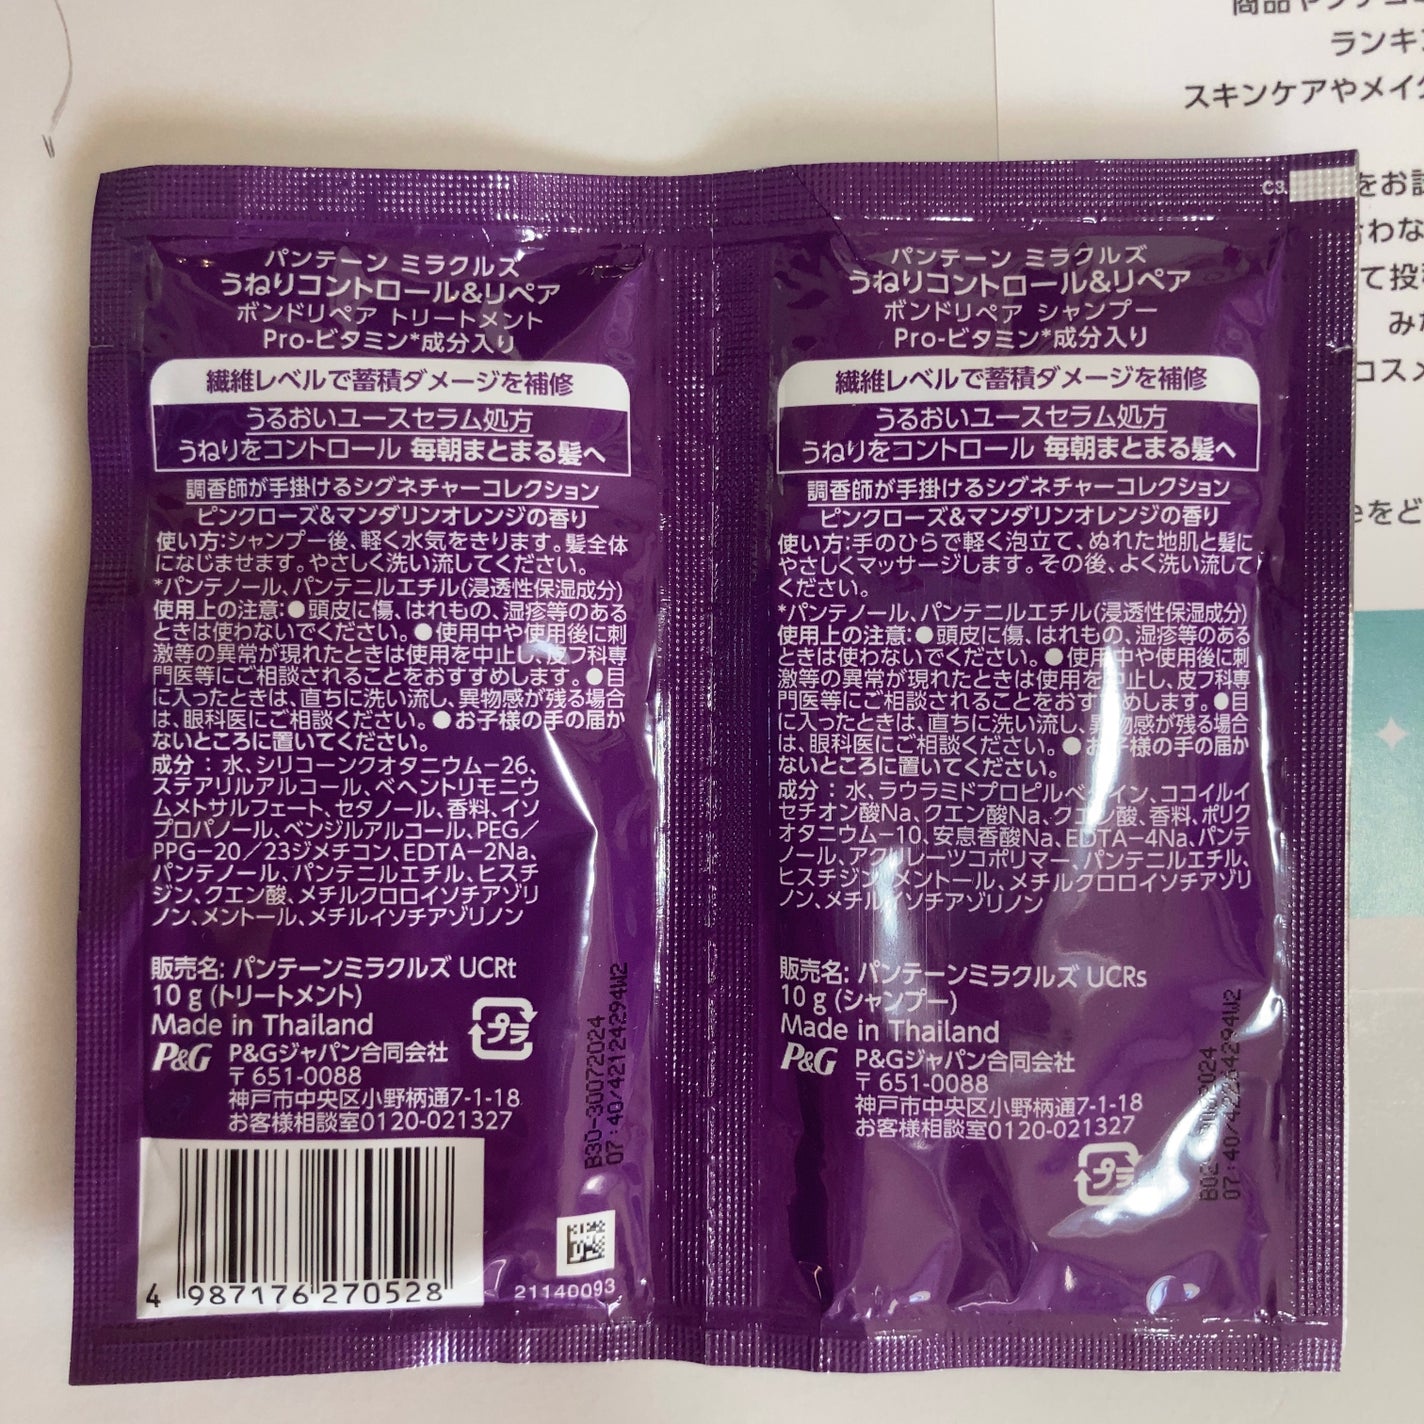 パンテーン ミラクルズ
うねりコントロール&リペア
ボンドリペア トリートメント
Pro-ビタミン*成分入り
繊維レベルで蓄積ダメージを補修
うるおいユースセラム処方
うねりをコントロール 毎朝まとまる髪へ
調香師が手掛けるシグネチャーコレクション
ピンクローズ&マンダリンオレンジの香り
使い方:シャンプー後、軽く水気をきります。髪全体
になじませます。やさしく洗い流してください。
*パンテノール、パンテニルエチル(浸透性保湿成分)
使用上の注意:●頭皮に傷、はれもの、湿疹等のある
ときは使わないでください。●使用中や使用後に刺
激等の異常が現れたときは使用を中止し、皮フ科専
門医等にご相談されることをおすすめします。●目
に入ったときは、直ちに洗い流し、異物感が残る場合
は、眼科医にご相談ください。●お子様の手の届か
ないところに置いてください。
成分：水、シリコーンクオタニウム−26、
ステアリルアルコール、ベヘントリモニウ
ムメトサルフェート、セタノール、香料、イソ
プロパノール、ベンジルアルコール、PEG／
PPG−20／23ジメチコン、EDTA−2Na、
パンテノール、パンテニルエチル、ヒスチ
ジン、クエン酸、メチルクロロイソチアゾリ
ノン、メントール、メチルイソチアゾリノン
販売名: パンテーンミラクルズ UCRt
10 g (トリートメント)
Made in Thailand
プラ
P&G P&Gジャパン合同会社
〒651-0088
神戸市中央区小野柄通7-1-18
お客様相談室0120-021327
B30-30072024
07:40/42124294W2
4 987176 270528
21140093
C3.
パンテーン ミラクルズ
うねりコントロール&リペア
ボンドリペア シャンプー
Pro-ビタミン*成分入り
繊維レベルで蓄積ダメージを補修
うるおいユースセラム処方
うねりをコントロール 毎朝まとまる髪へ
調香師が手掛けるシグネチャーコレクション
ピンクローズ&マンダリンオレンジの香り
使い方:手のひらで軽く泡立て、ぬれた地肌と髪に
やさしくマッサージします。その後、よく洗い流して
ください。
*パンテノール、パンテニルエチル(浸透性保湿成分)
使用上の注意:●頭皮に傷、はれもの、湿疹等のある
ときは使わないでください。●使用中や使用後に刺
激等の異常が現れたときは使用を中止し、皮フ科専
門医等にご相談されることをおすすめします。●目
に入ったときは、直ちに洗い流し、異物感が残る場合
は、眼科医にご相談ください。●お子様の手の届か
ないところに置いてください。
成分：水、ラウラミドプロピルベタイン、ココイルイ
セチオン酸Na、クエン酸Na、クエン酸、香料、ポリク
オタニウム−10、安息香酸Na、EDTA−4Na、パンテ
ノール、アクリレーツコポリマー、パンテニルエチル、
ヒスチジン、メントール、メチルクロロイソチアゾリ
ノン、メチルイソチアゾリノン
販売名: パンテーンミラクルズ UCRs
10 g (シャンプー)
Made in Thailand
P&G P&Gジャパン合同会社
〒651-0088
神戸市中央区小野柄通7-1-18
お客様相談室0120-021327
プラ
ランキ
スキンケアやメイ
をお
わな
て投
み
コスメ
をど